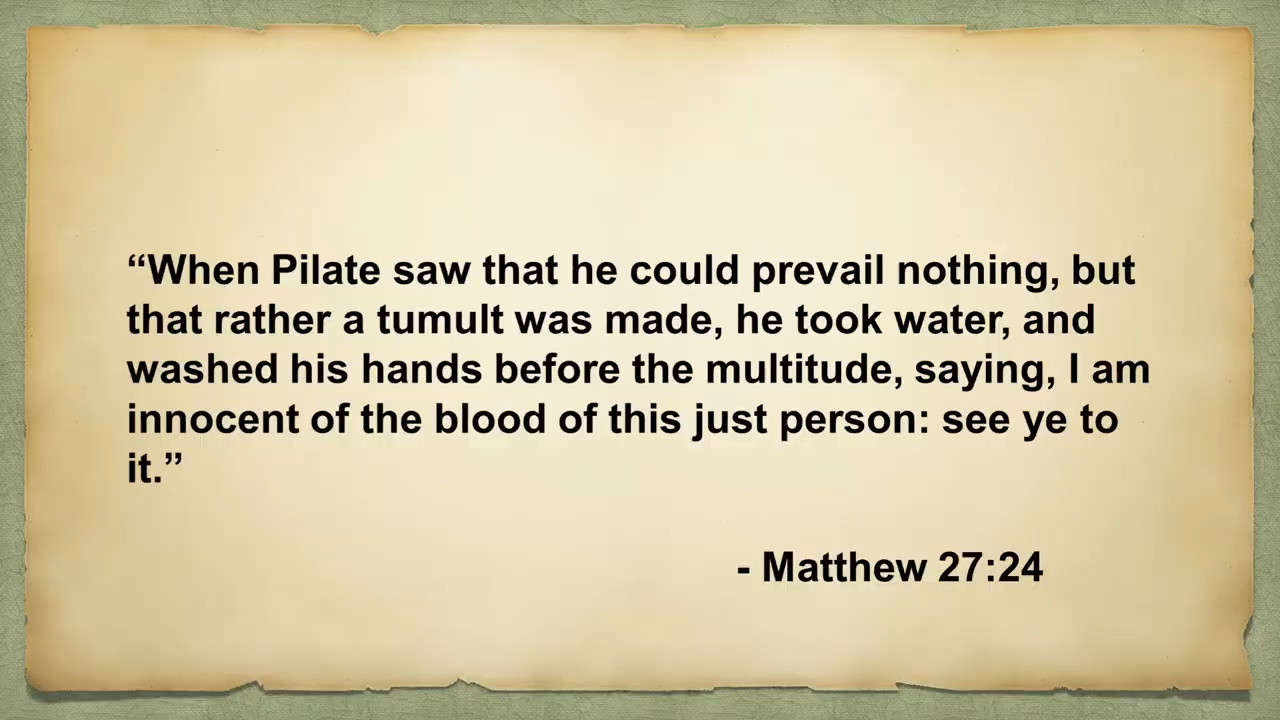 “When Pilate saw that he could prevail nothing, but
that rather a tumult was made, he took water, and
washed his hands before the multitude, saying, I am
innocent of the blood of this just person: see ye to
it.”
- Matthew 27:24